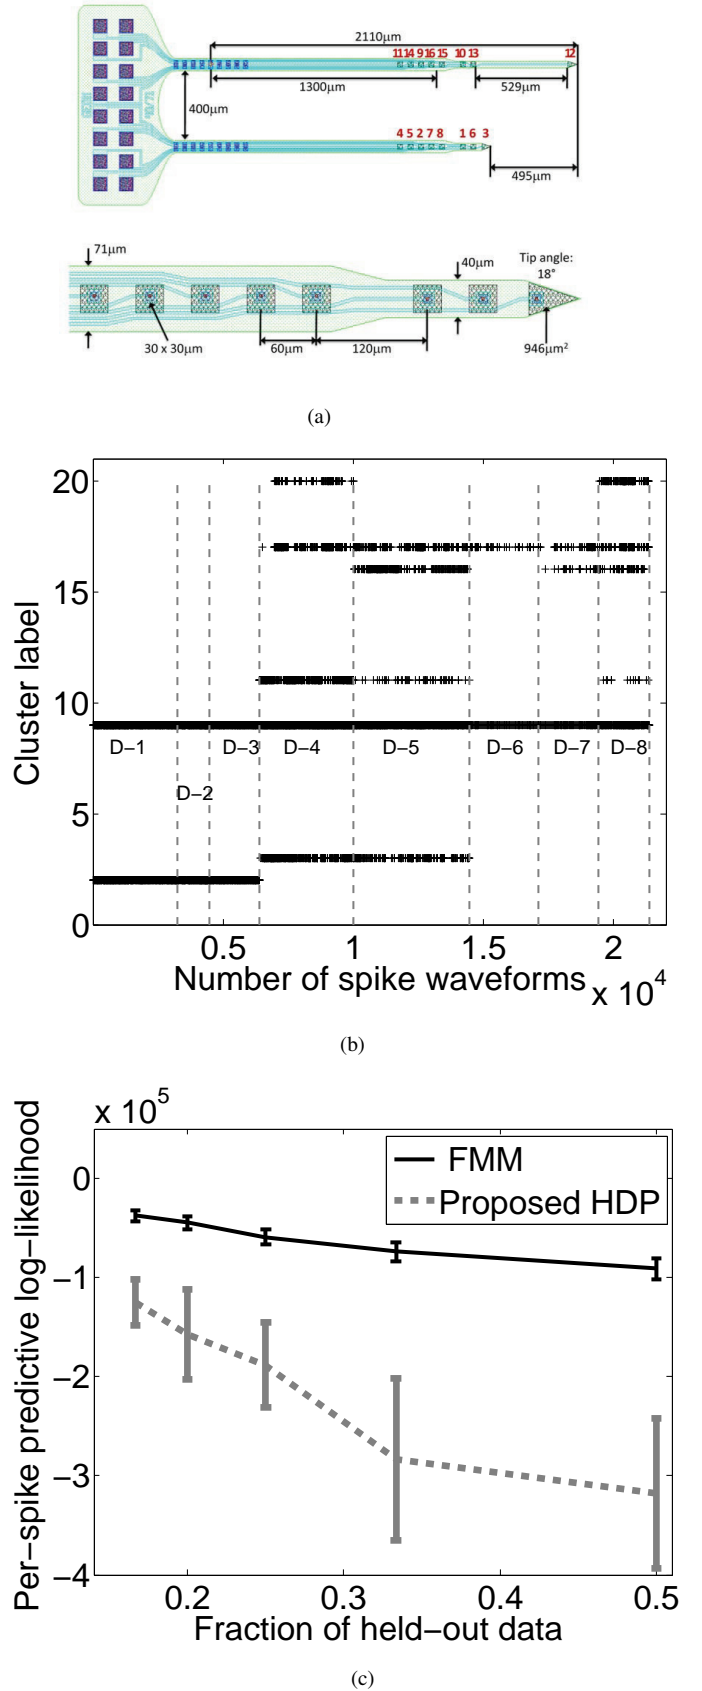 2110μm
11 14 9 16 15 10 13 12
1300μm
529μm
400μm
4 5 2 7 8 1 6 3
495μm
71μm
40μm
Tip angle:
18°
30 x 30μm
60μm
120μm
946μm²
(a)
20
15
10
5
0
Cluster label
D−1
D−2
D−3
D−4
D−5
D−6
D−7
D−8
0.5
1
1.5
2
Number of spike waveforms
x 10⁴
(b)
x 10⁵
0
−1
−2
−3
−4
Per−spike predictive log−likelihood
FMM
Proposed HDP
0.2
0.3
0.4
0.5
Fraction of held−out data
(c)